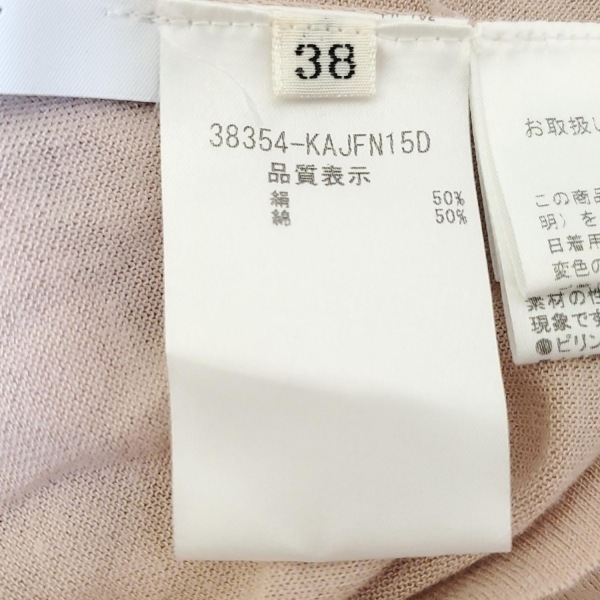 38
38354-KAJFN15D
品質表示
絹 50%
綿 50%
お取扱い
この商品
明）を
日着用
変色の
素材の性
現象です
●ピリン